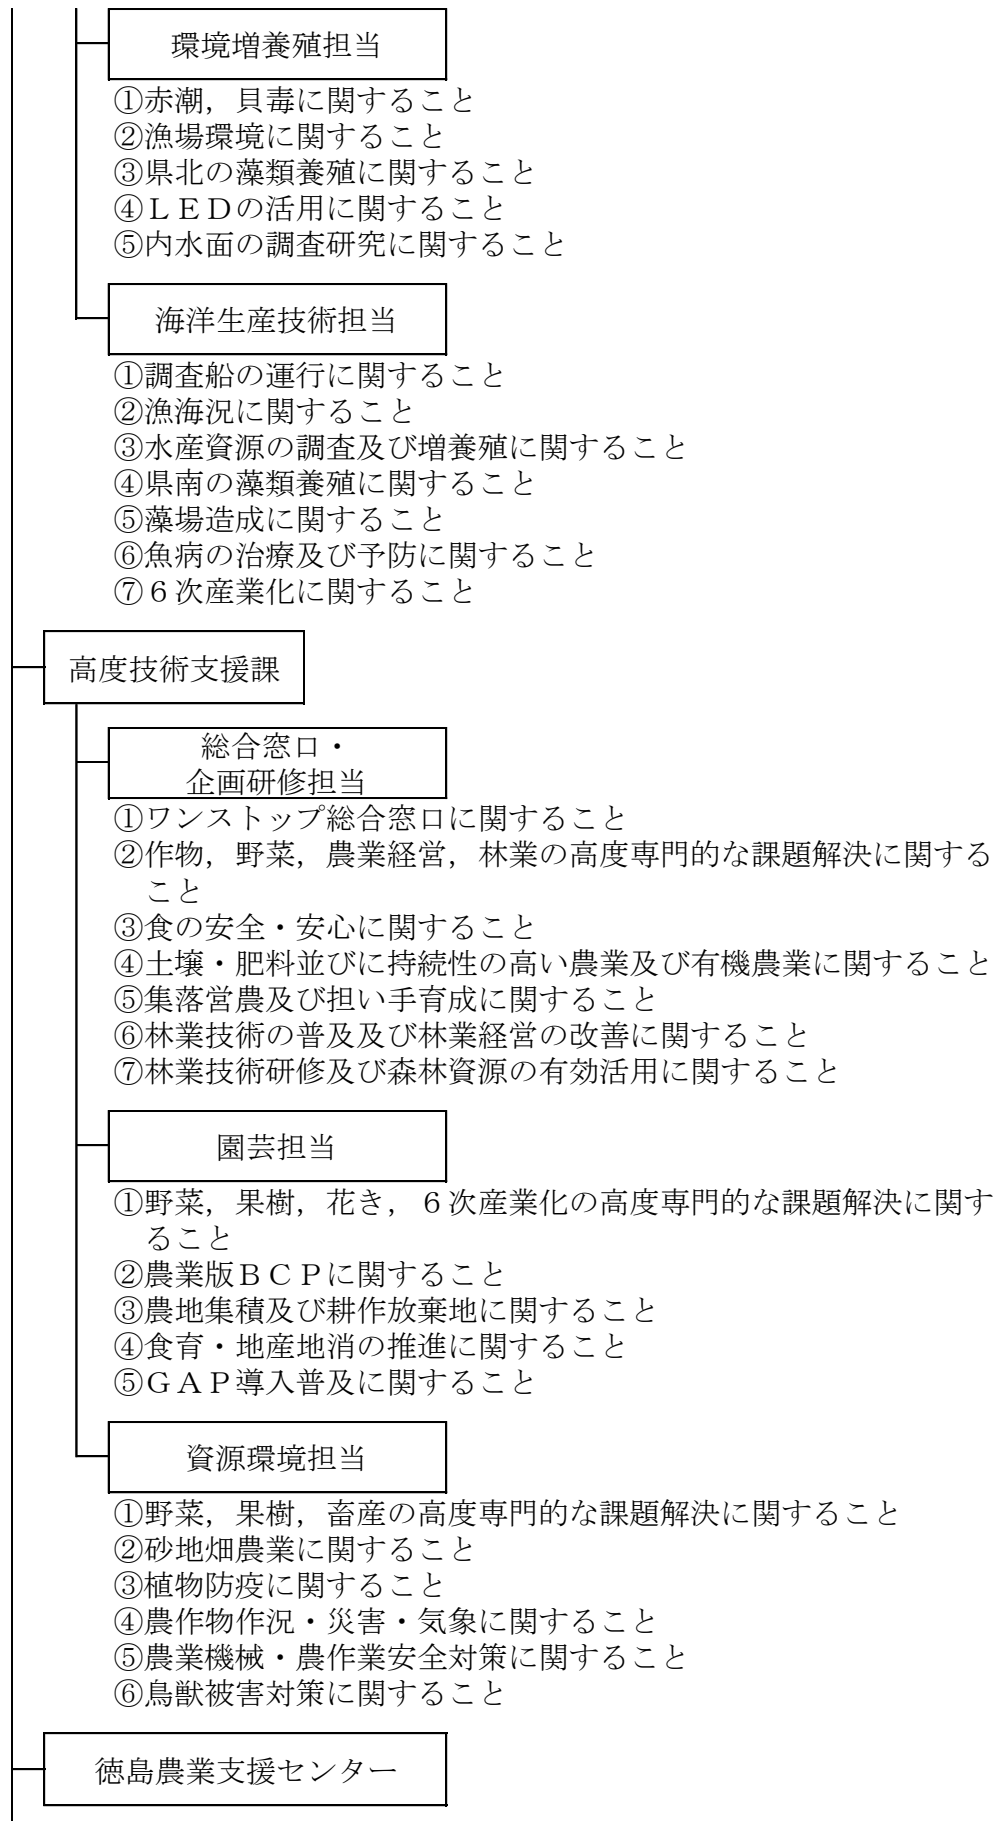 環境増養殖担当
①赤潮，貝毒に関すること
②漁場環境に関すること
③県北の藻類養殖に関すること
④ＬＥＤの活用に関すること
⑤内水面の調査研究に関すること
海洋生産技術担当
①調査船の運行に関すること
②漁海況に関すること
③水産資源の調査及び増養殖に関すること
④県南の藻類養殖に関すること
⑤藻場造成に関すること
⑥魚病の治療及び予防に関すること
⑦６次産業化に関すること
高度技術支援課
総合窓口・
企画研修担当
①ワンストップ総合窓口に関すること
②作物，野菜，農業経営，林業の高度専門的な課題解決に関する
こと
③食の安全・安心に関すること
④土壌・肥料並びに持続性の高い農業及び有機農業に関すること
⑤集落営農及び担い手育成に関すること
⑥林業技術の普及及び林業経営の改善に関すること
⑦林業技術研修及び森林資源の有効活用に関すること
園芸担当
①野菜，果樹，花き，６次産業化の高度専門的な課題解決に関す
ること
②農業版ＢＣＰに関すること
③農地集積及び耕作放棄地に関すること
④食育・地産地消の推進に関すること
⑤ＧＡＰ導入普及に関すること
資源環境担当
①野菜，果樹，畜産の高度専門的な課題解決に関すること
②砂地畑農業に関すること
③植物防疫に関すること
④農作物作況・災害・気象に関すること
⑤農業機械・農作業安全対策に関すること
⑥鳥獣被害対策に関すること
徳島農業支援センター